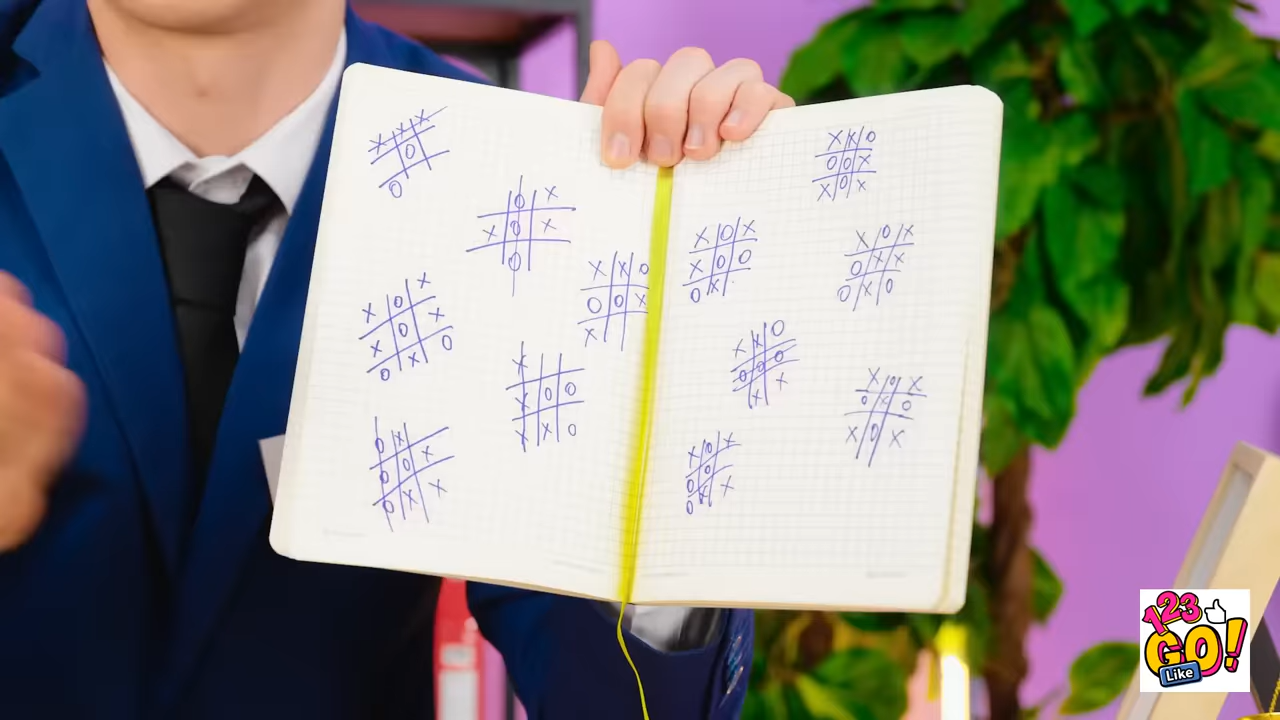 X X X
O
O
O X
X O X
O
X O X
X O X
O X O
X X O
O O X
X
X
X O O
X X O
O X
O O X
O X X
X X O
O O X
X O X
X O X
X O O
O X
X O X
O X X
O X O
X X O
O O O
X X
X O X
O X O
X O X
X O X
O O
O X X
O
123
GO!
Like